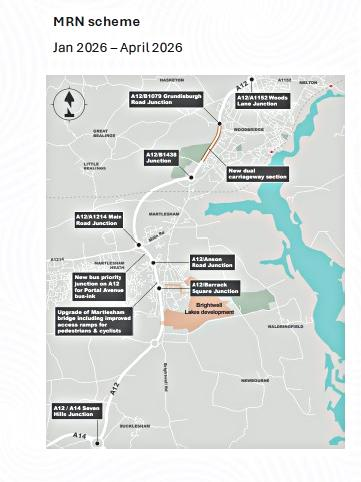 MRN scheme
Jan 2026 – April 2026
HASKETON
A12
A1152
MELTON
A12/B1079 Grundisburgh
Road Junction
A12/A1152 Woods
Lane Junction
WOODBRIDGE
GREAT
BEALINGS
A12/B1438
Junction
LITTLE
BEALINGS
New dual
carriageway section
A12/A1214 Main
Road Junction
MARTLESHAM
Main Rd
A1214
MARTLESHAM
HEATH
A12/Anson
Road Junction
New bus priority
junction on A12
for Portal Avenue
bus-link
A12/Barrack
Square Junction
Brightwell
Lakes development
Upgrade of Martlesham
bridge including improved
access ramps for
pedestrians & cyclists
WALDRINGFIELD
Brightwell Rd
NEWBOURNE
A12
A12 / A14 Seven
Hills Junction
BUCKLESHAM
A14